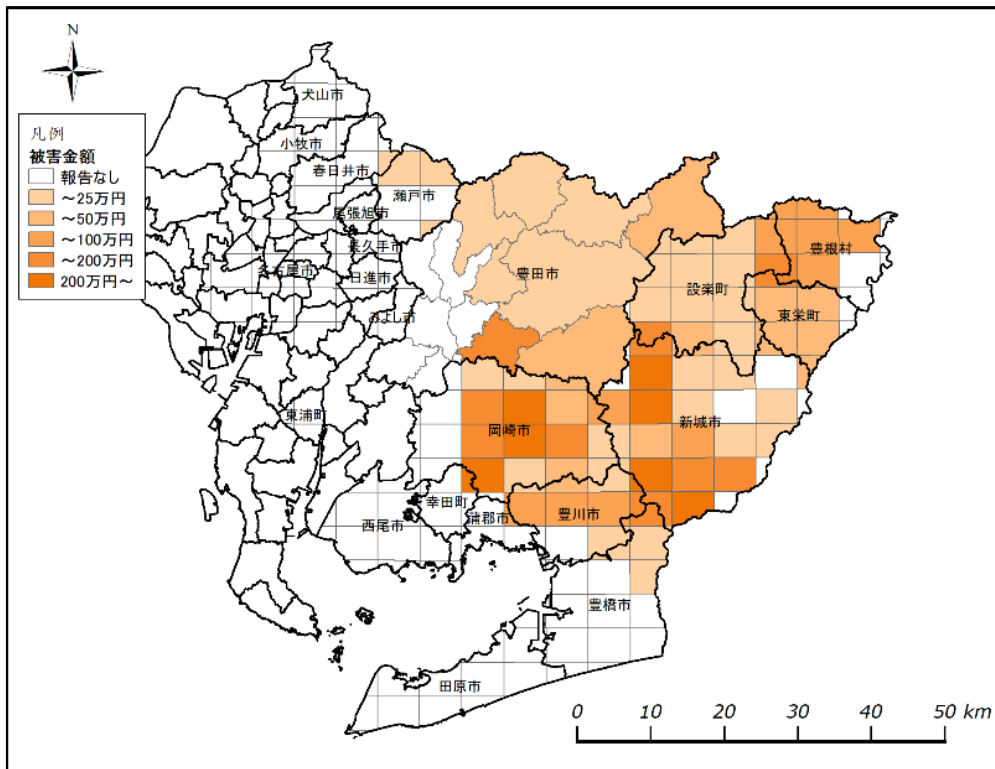 N
犬山市
凡例
被害金額
報告なし
～25万円
～50万円
～100万円
～200万円
200万円～
小牧市
春日井市
瀬戸市
尾張旭市
長久手市
名古屋市
日進市
みよし市
豊田市
豊根村
設楽町
東栄町
東浦町
岡崎市
新城市
幸田町
蒲郡市
豊川市
西尾市
豊橋市
田原市
0 10 20 30 40 50 km